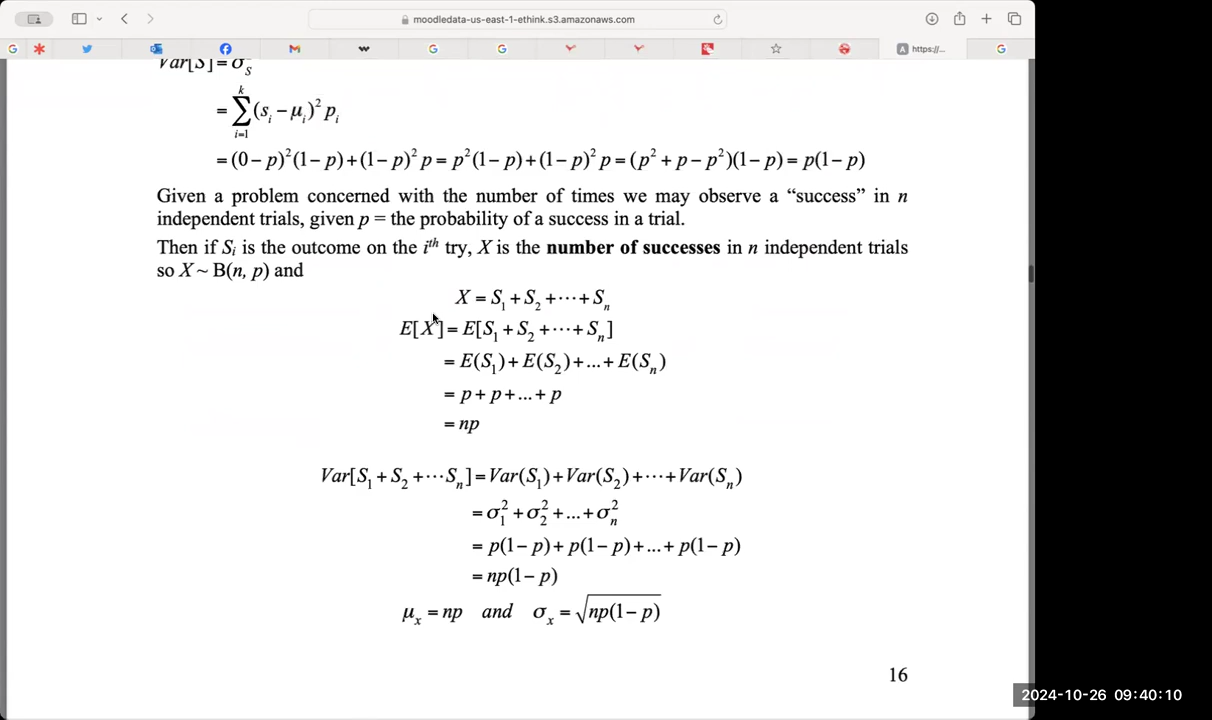 moodledata-us-east-1-ethink.s3.amazonaws.com
https://...
Var[S] = σ_S
= ∑_{i=1}^{k} (s_i − μ_i)² p_i
= (0 − p)²(1 − p) + (1 − p)² p = p²(1 − p) + (1 − p)² p = (p² + p − p²)(1 − p) = p(1 − p)
Given a problem concerned with the number of times we may observe a “success” in n
independent trials, given p = the probability of a success in a trial.
Then if S_i is the outcome on the i^th try, X is the number of successes in n independent trials
so X ~ B(n, p) and
X = S_1 + S_2 + ⋯ + S_n
E[X] = E[S_1 + S_2 + ⋯ + S_n]
= E(S_1) + E(S_2) + ... + E(S_n)
= p + p + ... + p
= np
Var[S_1 + S_2 + ⋯ S_n] = Var(S_1) + Var(S_2) + ⋯ + Var(S_n)
= σ_1² + σ_2² + ... + σ_n²
= p(1 − p) + p(1 − p) + ... + p(1 − p)
= np(1 − p)
μ_x = np and σ_x = √(np(1 − p))
16
2024-10-26 09:40:10